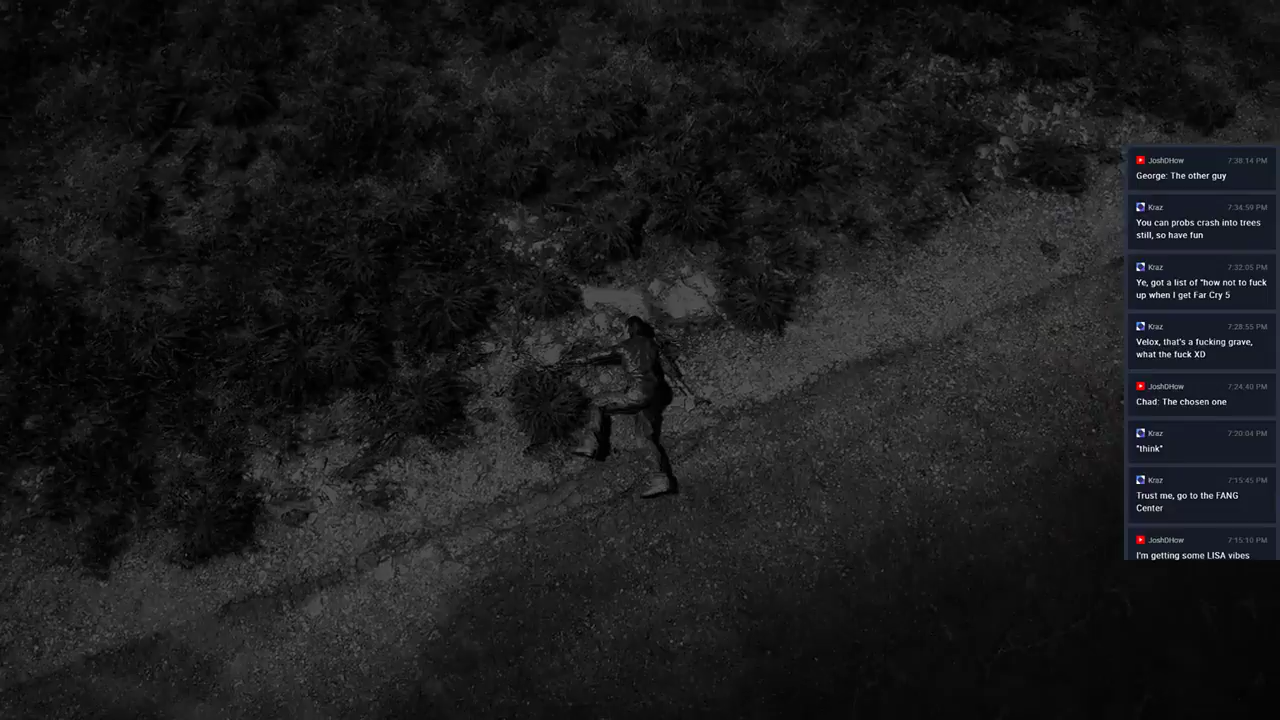 JoshDHow 7:38:14 PM
George: The other guy
Kraz 7:34:59 PM
You can probs crash into trees
still, so have fun
Kraz 7:32:05 PM
Ye, got a list of "how not to fuck
up when I get Far Cry 5
Kraz 7:28:55 PM
Velox, that's a fucking grave,
what the fuck XD
JoshDHow 7:24:40 PM
Chad: The chosen one
Kraz 7:20:04 PM
"think"
Kraz 7:15:45 PM
Trust me, go to the FANG
Center
JoshDHow 7:15:10 PM
I'm getting some LISA vibes